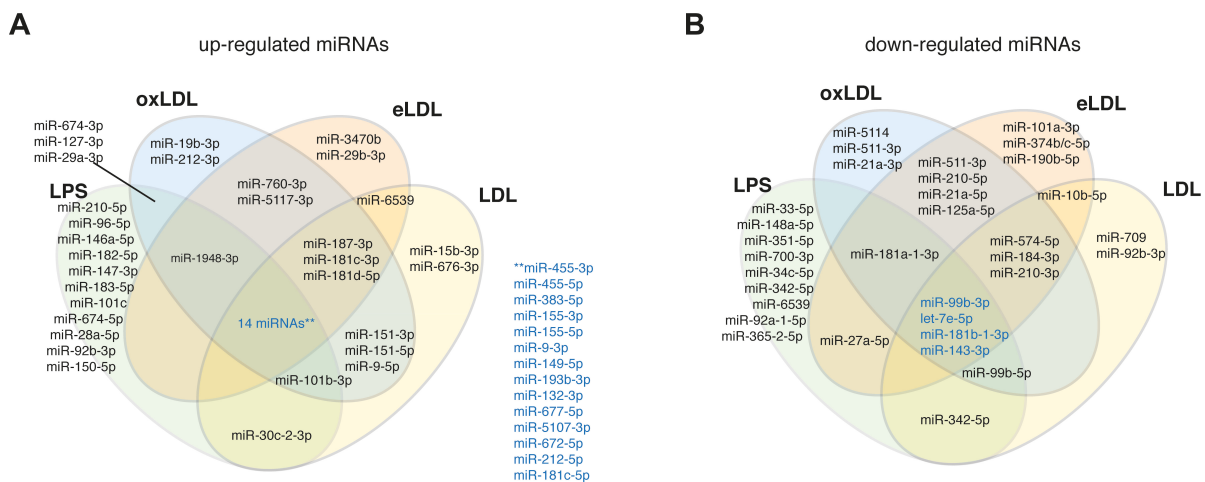 A
up-regulated miRNAs
oxLDL
eLDL
LPS
LDL
miR-674-3p
miR-127-3p
miR-29a-3p
miR-19b-3p
miR-212-3p
miR-3470b
miR-29b-3p
miR-760-3p
miR-5117-3p
miR-6539
miR-210-5p
miR-96-5p
miR-146a-5p
miR-182-5p
miR-147-3p
miR-183-5p
miR-101c
miR-674-5p
miR-28a-5p
miR-92b-3p
miR-150-5p
miR-1948-3p
miR-187-3p
miR-181c-3p
miR-181d-5p
miR-15b-3p
miR-676-3p
14 miRNAs**
miR-151-3p
miR-151-5p
miR-9-5p
miR-101b-3p
miR-30c-2-3p
**miR-455-3p
miR-455-5p
miR-383-5p
miR-155-3p
miR-155-5p
miR-9-3p
miR-149-5p
miR-193b-3p
miR-132-3p
miR-677-5p
miR-5107-3p
miR-672-5p
miR-212-5p
miR-181c-5p
B
down-regulated miRNAs
oxLDL
eLDL
LPS
LDL
miR-5114
miR-511-3p
miR-21a-3p
miR-101a-3p
miR-374b/c-5p
miR-190b-5p
miR-511-3p
miR-210-5p
miR-21a-5p
miR-125a-5p
miR-10b-5p
miR-33-5p
miR-148a-5p
miR-351-5p
miR-700-3p
miR-34c-5p
miR-342-5p
miR-6539
miR-92a-1-5p
miR-365-2-5p
miR-181a-1-3p
miR-574-5p
miR-184-3p
miR-210-3p
miR-709
miR-92b-3p
miR-99b-3p
let-7e-5p
miR-181b-1-3p
miR-143-3p
miR-27a-5p
miR-99b-5p
miR-342-5p